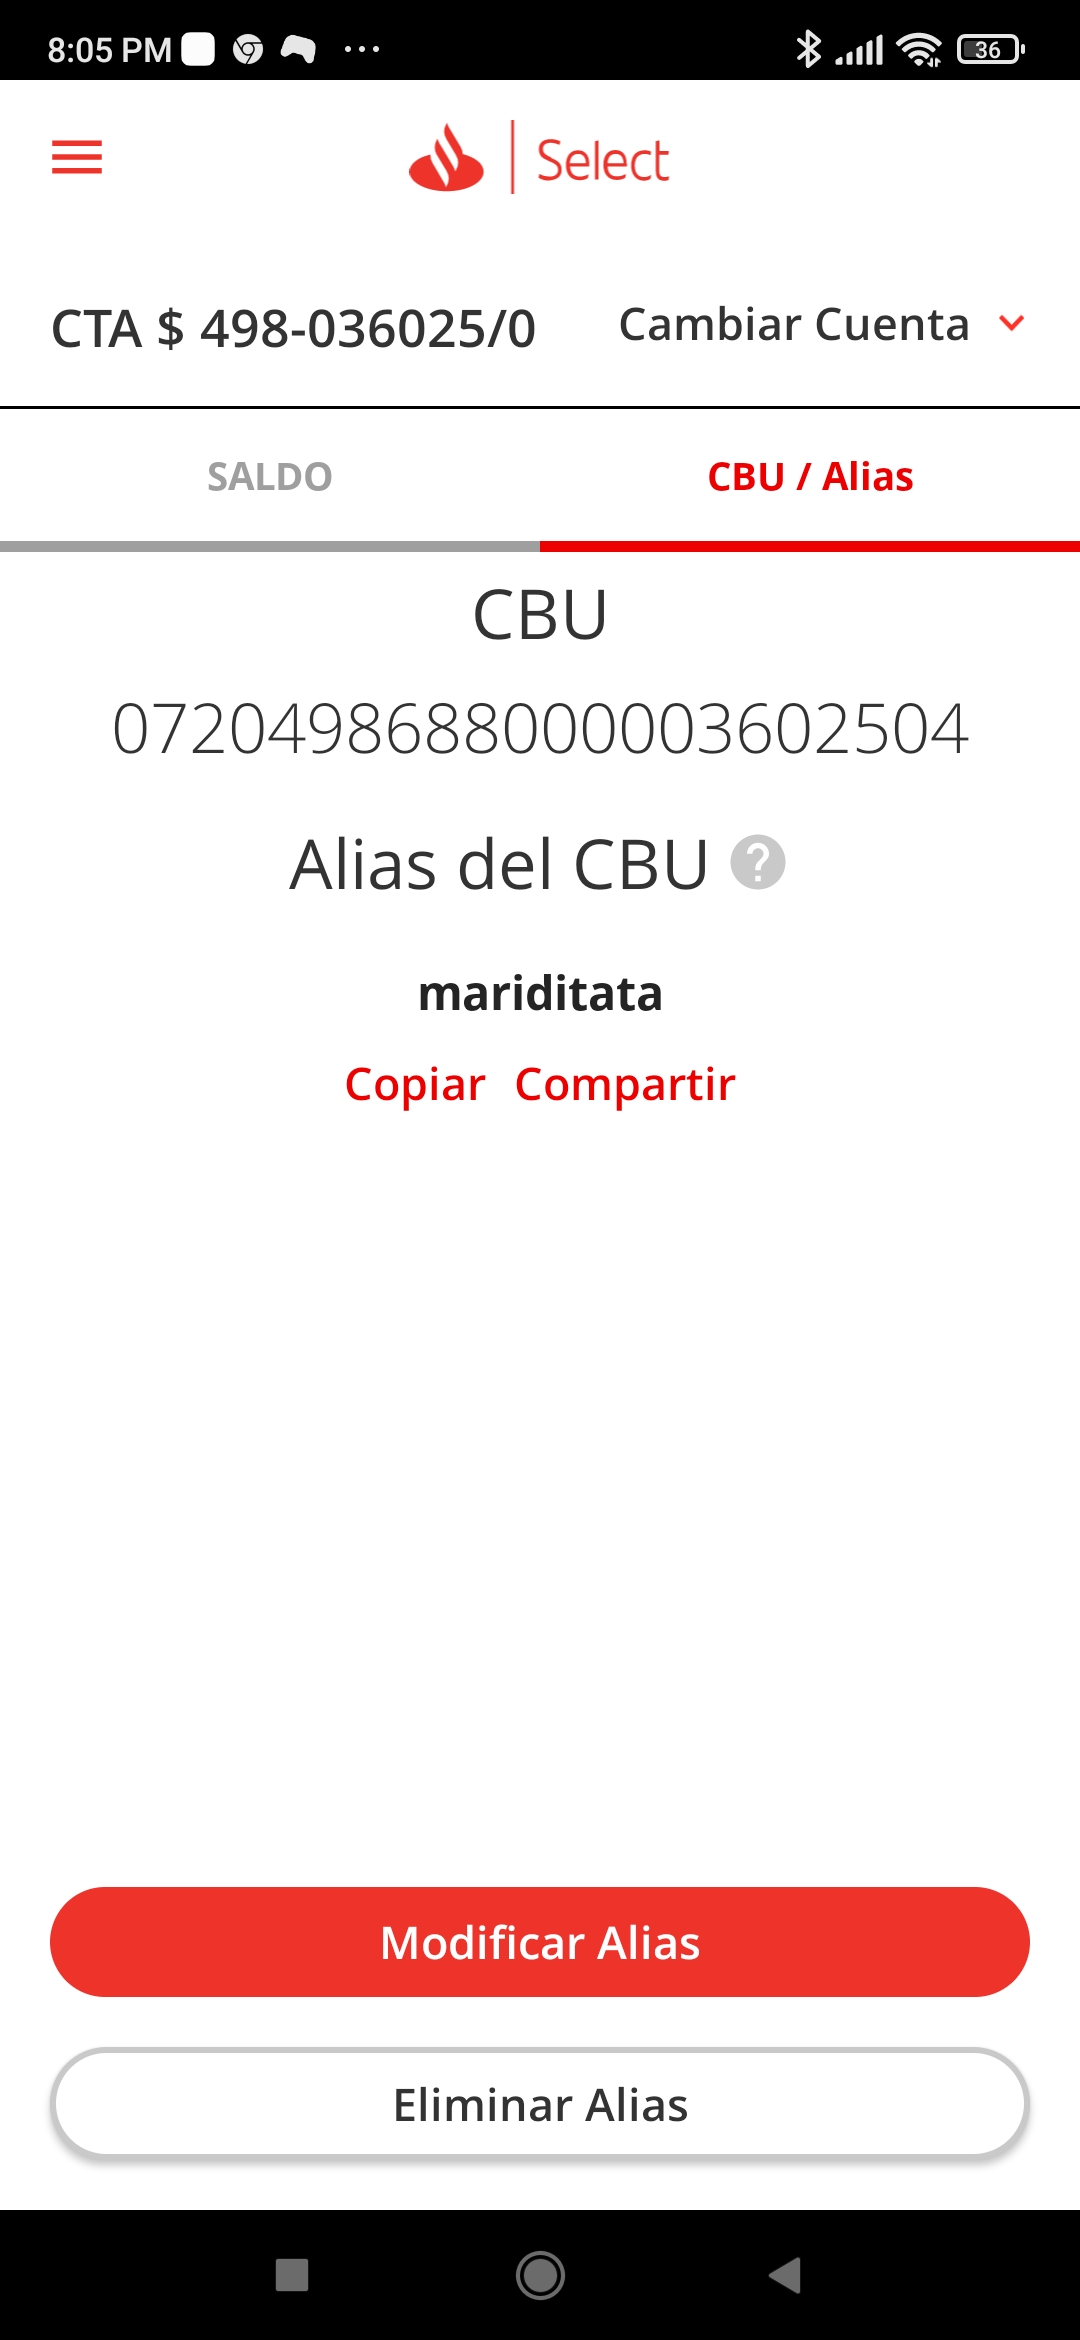 8:05 PM
36
Select
CTA $ 498-036025/0
Cambiar Cuenta
SALDO
CBU / Alias
CBU
0720498688000003602504
Alias del CBU ?
mariditata
Copiar Compartir
Modificar Alias
Eliminar Alias